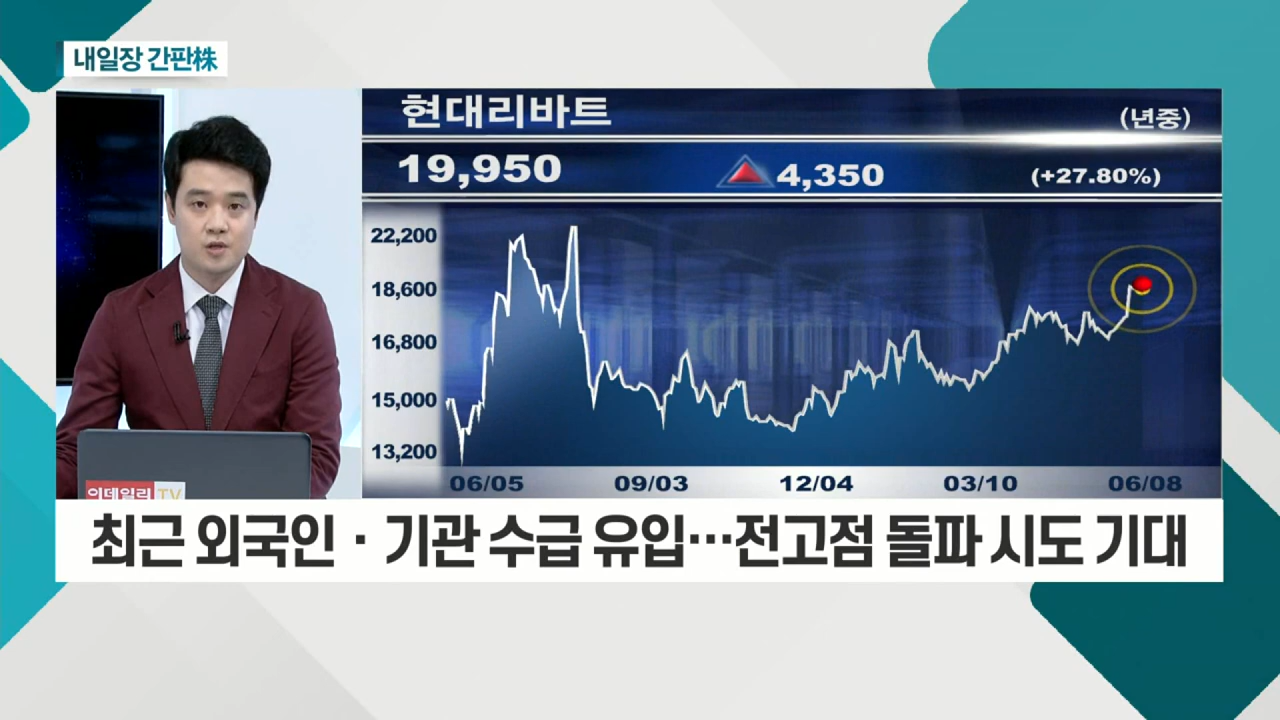 내일장 간판株
현대리바트
(년중)
19,950
4,350
(+27.80%)
22,200
18,600
16,800
15,000
13,200
06/05 09/03 12/04 03/10 06/08
이데일리 TV
최근 외국인·기관 수급 유입…전고점 돌파 시도 기대